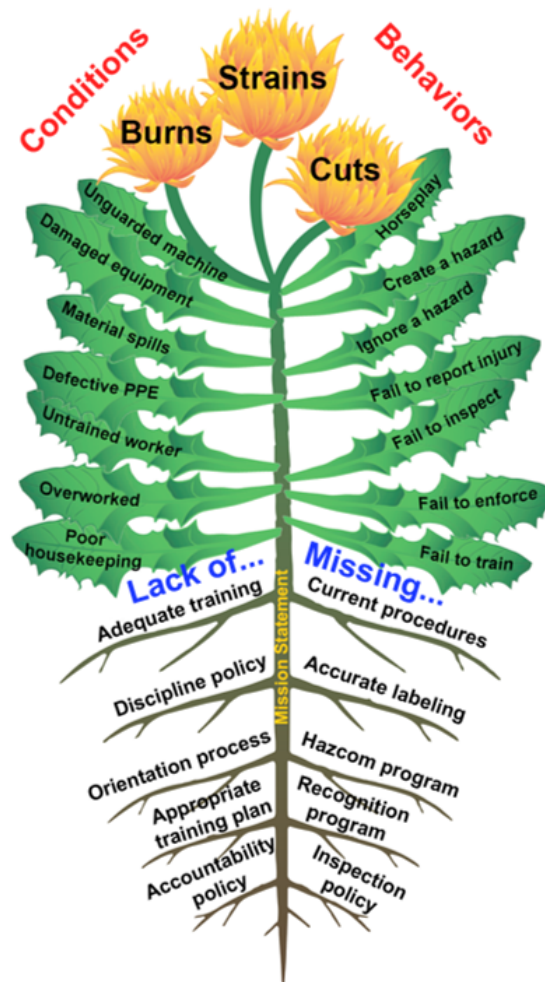 Conditions
Behaviors
Strains
Burns
Cuts
Unguarded machine
Damaged equipment
Material spills
Defective PPE
Untrained worker
Overworked
Poor
housekeeping
Horseplay
Create a hazard
Ignore a hazard
Fail to report injury
Fail to inspect
Fail to enforce
Fail to train
Lack of...
Missing...
Mission Statement
Adequate training
Discipline policy
Orientation process
Appropriate
training plan
Accountability
policy
Current procedures
Accurate labeling
Hazcom program
Recognition
program
Inspection
policy